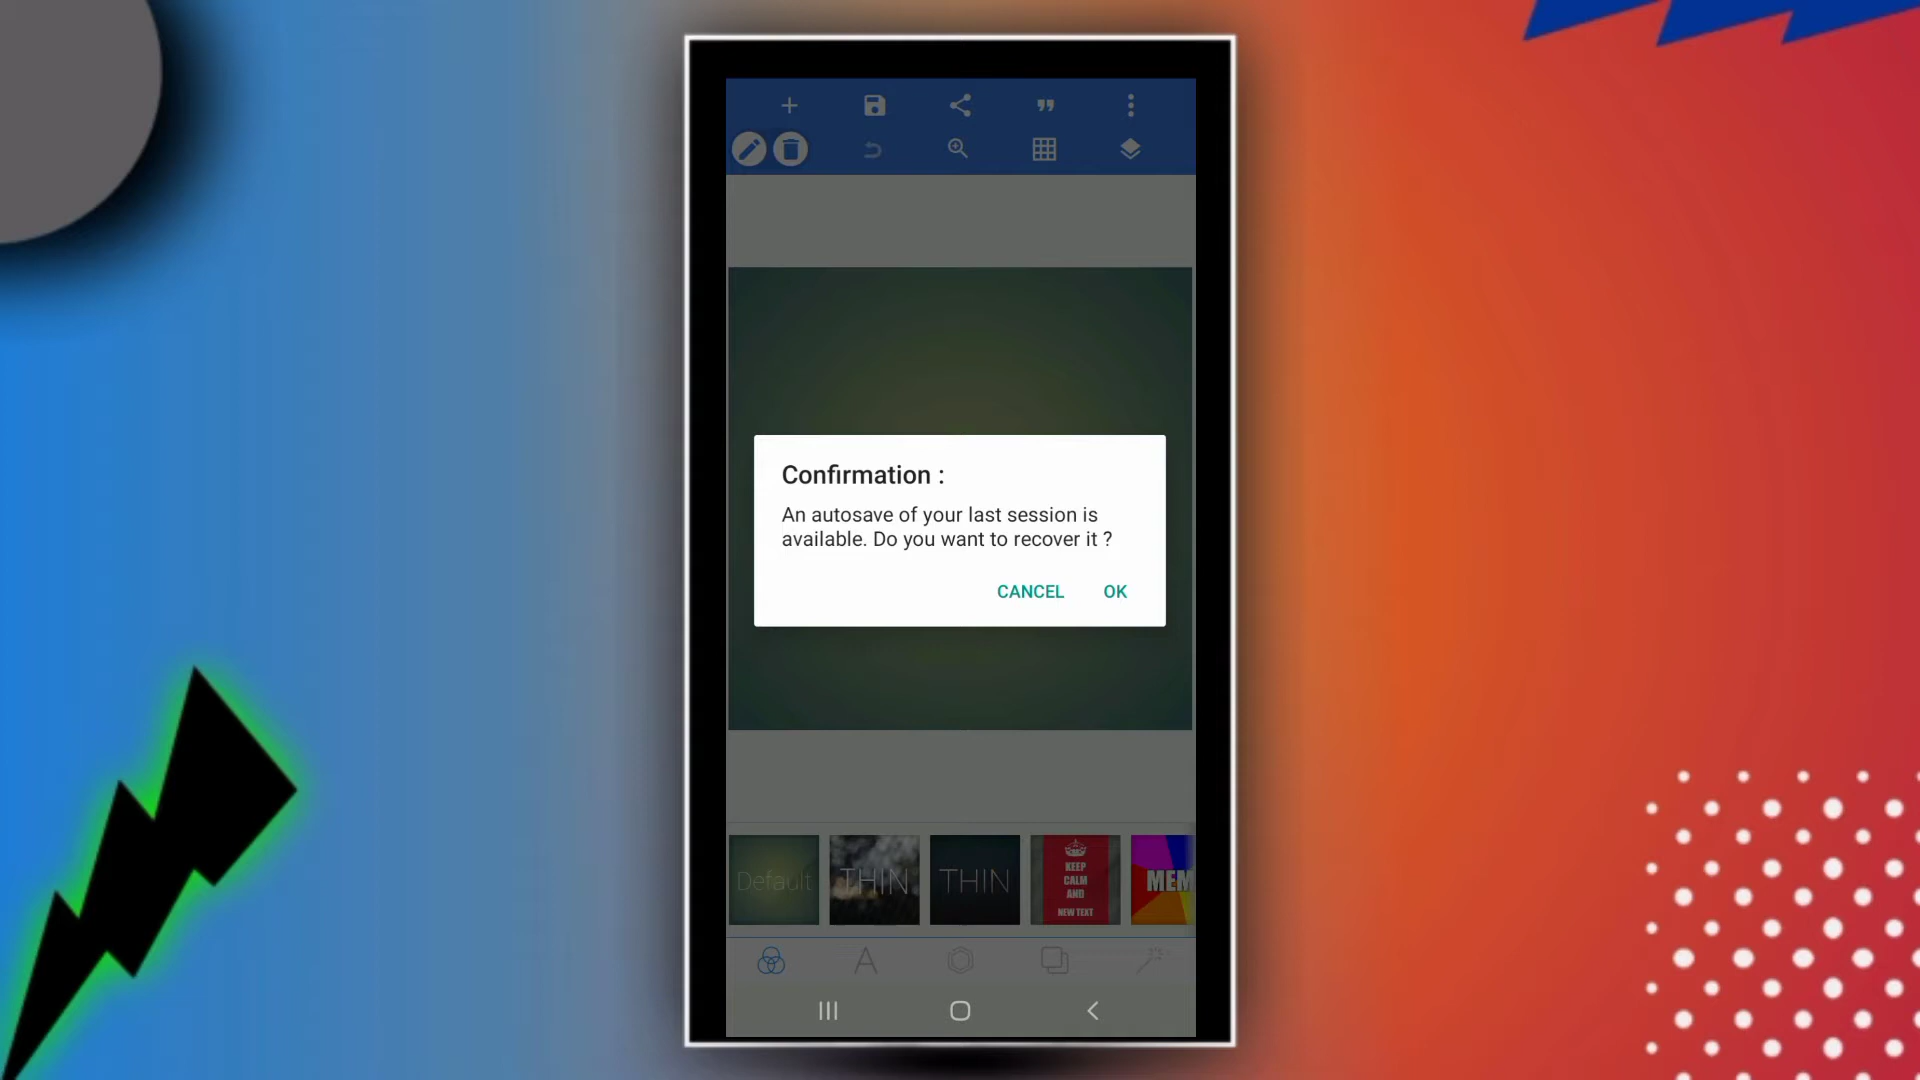 Confirmation :
An autosave of your last session is
available. Do you want to recover it ?
CANCEL OK
Default
THIN
THIN
KEEP
CALM
AND
NEW TEXT
MEM